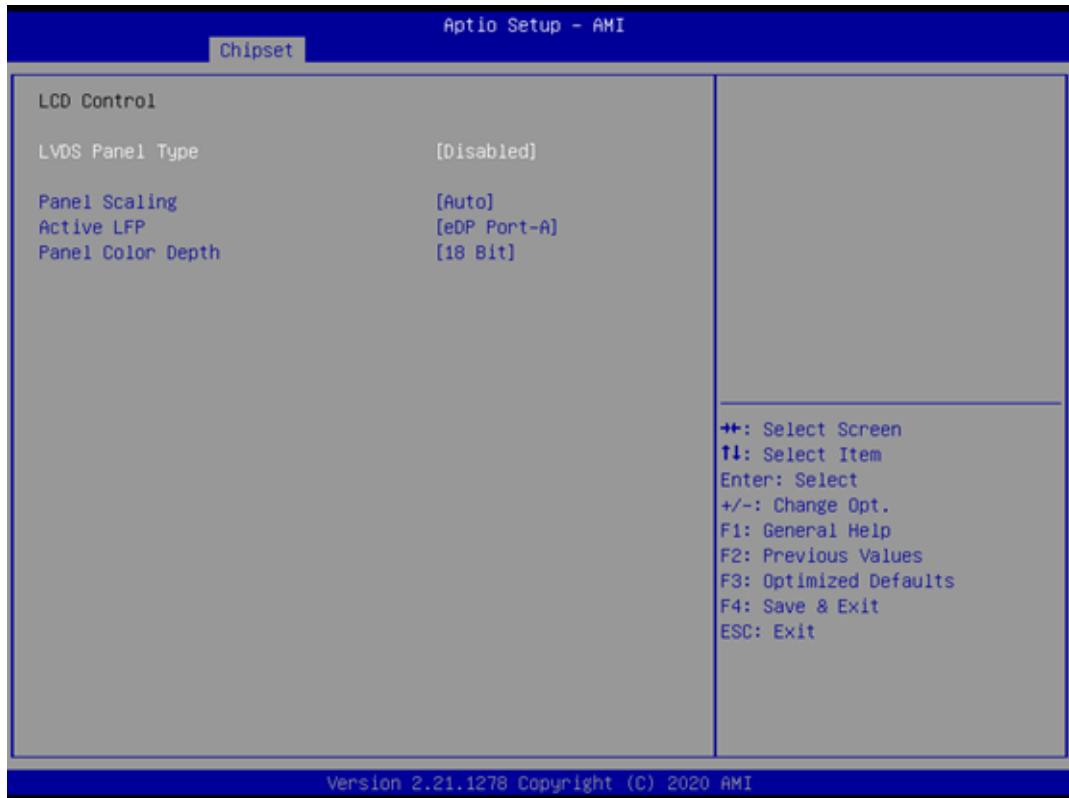 Aptio Setup – AMI
Chipset
LCD Control
LVDS Panel Type [Disabled]
Panel Scaling [Auto]
Active LFP [eDP Port-A]
Panel Color Depth [18 Bit]
→←: Select Screen
↑↓: Select Item
Enter: Select
+/-: Change Opt.
F1: General Help
F2: Previous Values
F3: Optimized Defaults
F4: Save & Exit
ESC: Exit
Version 2.21.1278 Copyright (C) 2020 AMI